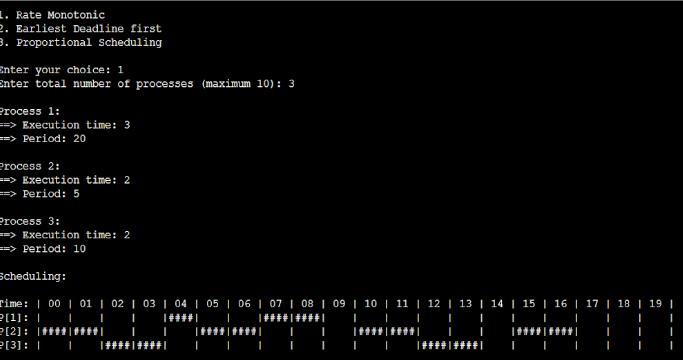 1. Rate Monotonic
2. Earliest Deadline first
3. Proportional Scheduling
Enter your choice: 1
Enter total number of processes (maximum 10): 3
Process 1:
==> Execution time: 3
==> Period: 20
Process 2:
==> Execution time: 2
==> Period: 5
Process 3:
==> Execution time: 2
==> Period: 10
Scheduling:
Time: | 00 | 01 | 02 | 03 | 04 | 05 | 06 | 07 | 08 | 09 | 10 | 11 | 12 | 13 | 14 | 15 | 16 | 17 | 18 | 19 |
P[1]: |    |    |    |    |####|    |    |####|####|    |    |    |    |    |    |    |    |    |    |    |
P[2]: |####|####|    |    |    |####|####|    |    |    |####|####|    |    |    |####|####|    |    |    |
P[3]: |    |    |####|####|    |    |    |    |    |    |    |    |####|####|    |    |    |    |    |    |